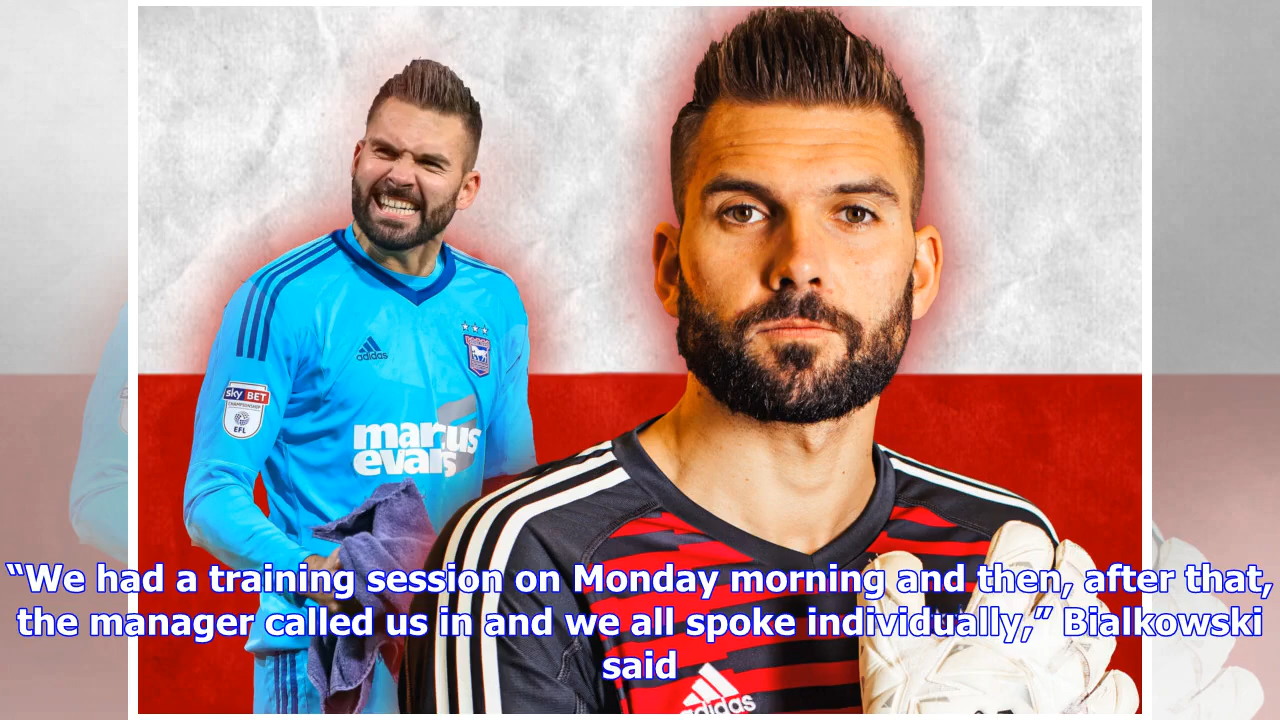 adidas
sky BET
CHAMPIONSHIP
EFL
marcus
evans
“We had a training session on Monday morning and then, after that,
the manager called us in and we all spoke individually,” Bialkowski
said
adidas